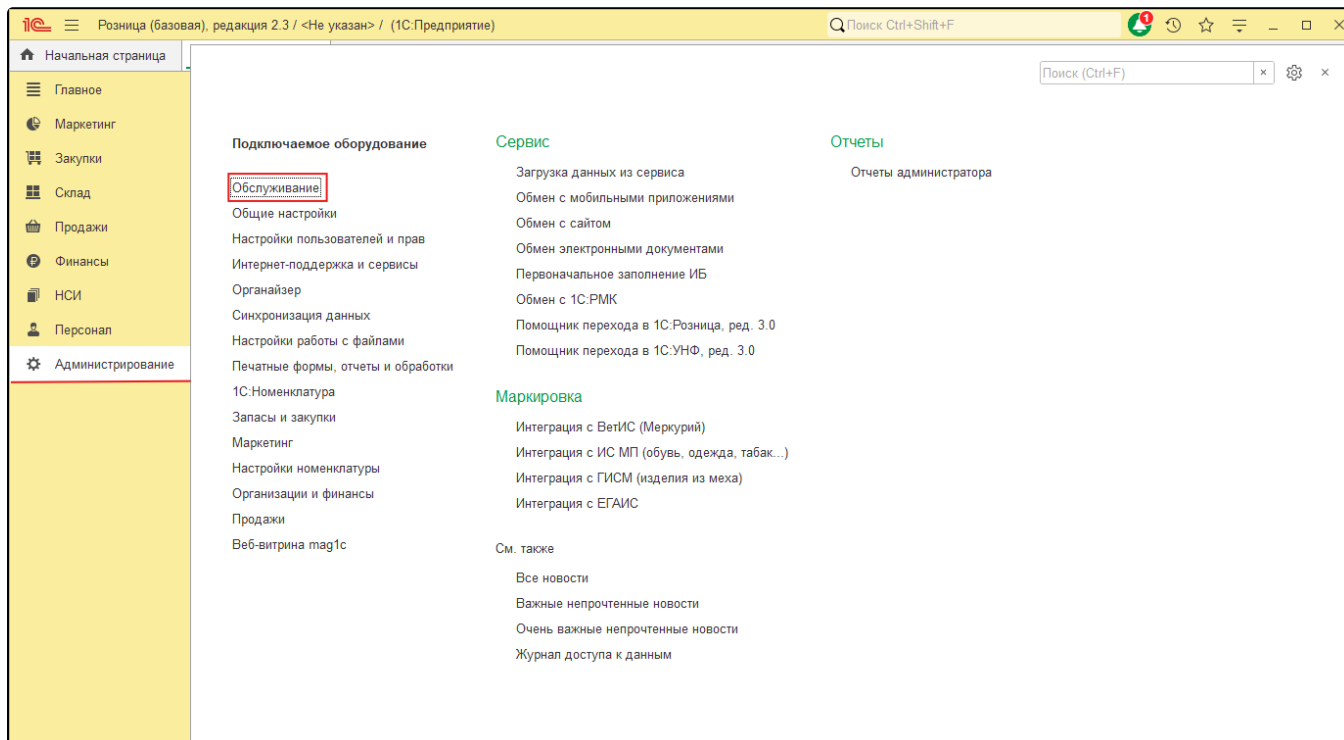 1С Розница (базовая), редакция 2.3 / <Не указан> / (1С:Предприятие)
Поиск Ctrl+Shift+F
1
Начальная страница
Поиск (Ctrl+F)
Главное
Маркетинг
Закупки
Склад
Продажи
Финансы
НСИ
Персонал
Администрирование
Подключаемое оборудование
Обслуживание
Общие настройки
Настройки пользователей и прав
Интернет-поддержка и сервисы
Органайзер
Синхронизация данных
Настройки работы с файлами
Печатные формы, отчеты и обработки
1С:Номенклатура
Запасы и закупки
Маркетинг
Настройки номенклатуры
Организации и финансы
Продажи
Веб-витрина mag1c
Сервис
Загрузка данных из сервиса
Обмен с мобильными приложениями
Обмен с сайтом
Обмен электронными документами
Первоначальное заполнение ИБ
Обмен с 1С:РМК
Помощник перехода в 1С:Розница, ред. 3.0
Помощник перехода в 1С:УНФ, ред. 3.0
Маркировка
Интеграция с ВетИС (Меркурий)
Интеграция с ИС МП (обувь, одежда, табак...)
Интеграция с ГИСМ (изделия из меха)
Интеграция с ЕГАИС
См. также
Все новости
Важные непрочтенные новости
Очень важные непрочтенные новости
Журнал доступа к данным
Отчеты
Отчеты администратора